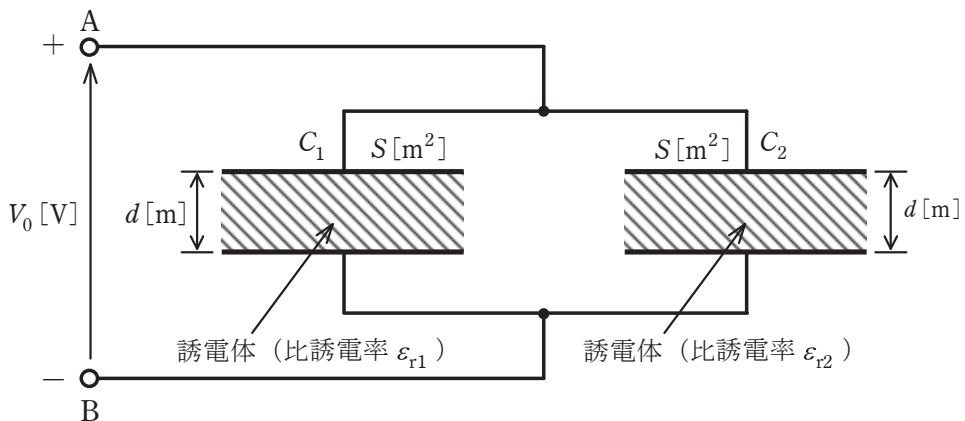 A
+
C₁ S[m²]
S[m²] C₂
d[m]
d[m]
V₀[V]
誘電体（比誘電率 εr1）
誘電体（比誘電率 εr2）
−
B